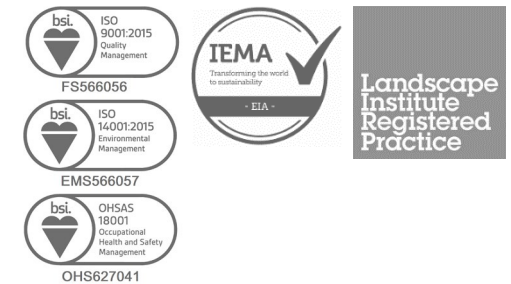 bsi.
ISO
9001:2015
Quality
Management
FS566056
bsi.
ISO
14001:2015
Environmental
Management
EMS566057
bsi.
OHSAS
18001
Occupational
Health and Safety
Management
OHS627041
IEMA
Transforming the world
to sustainability
- EIA -
Landscape
Institute
Registered
Practice